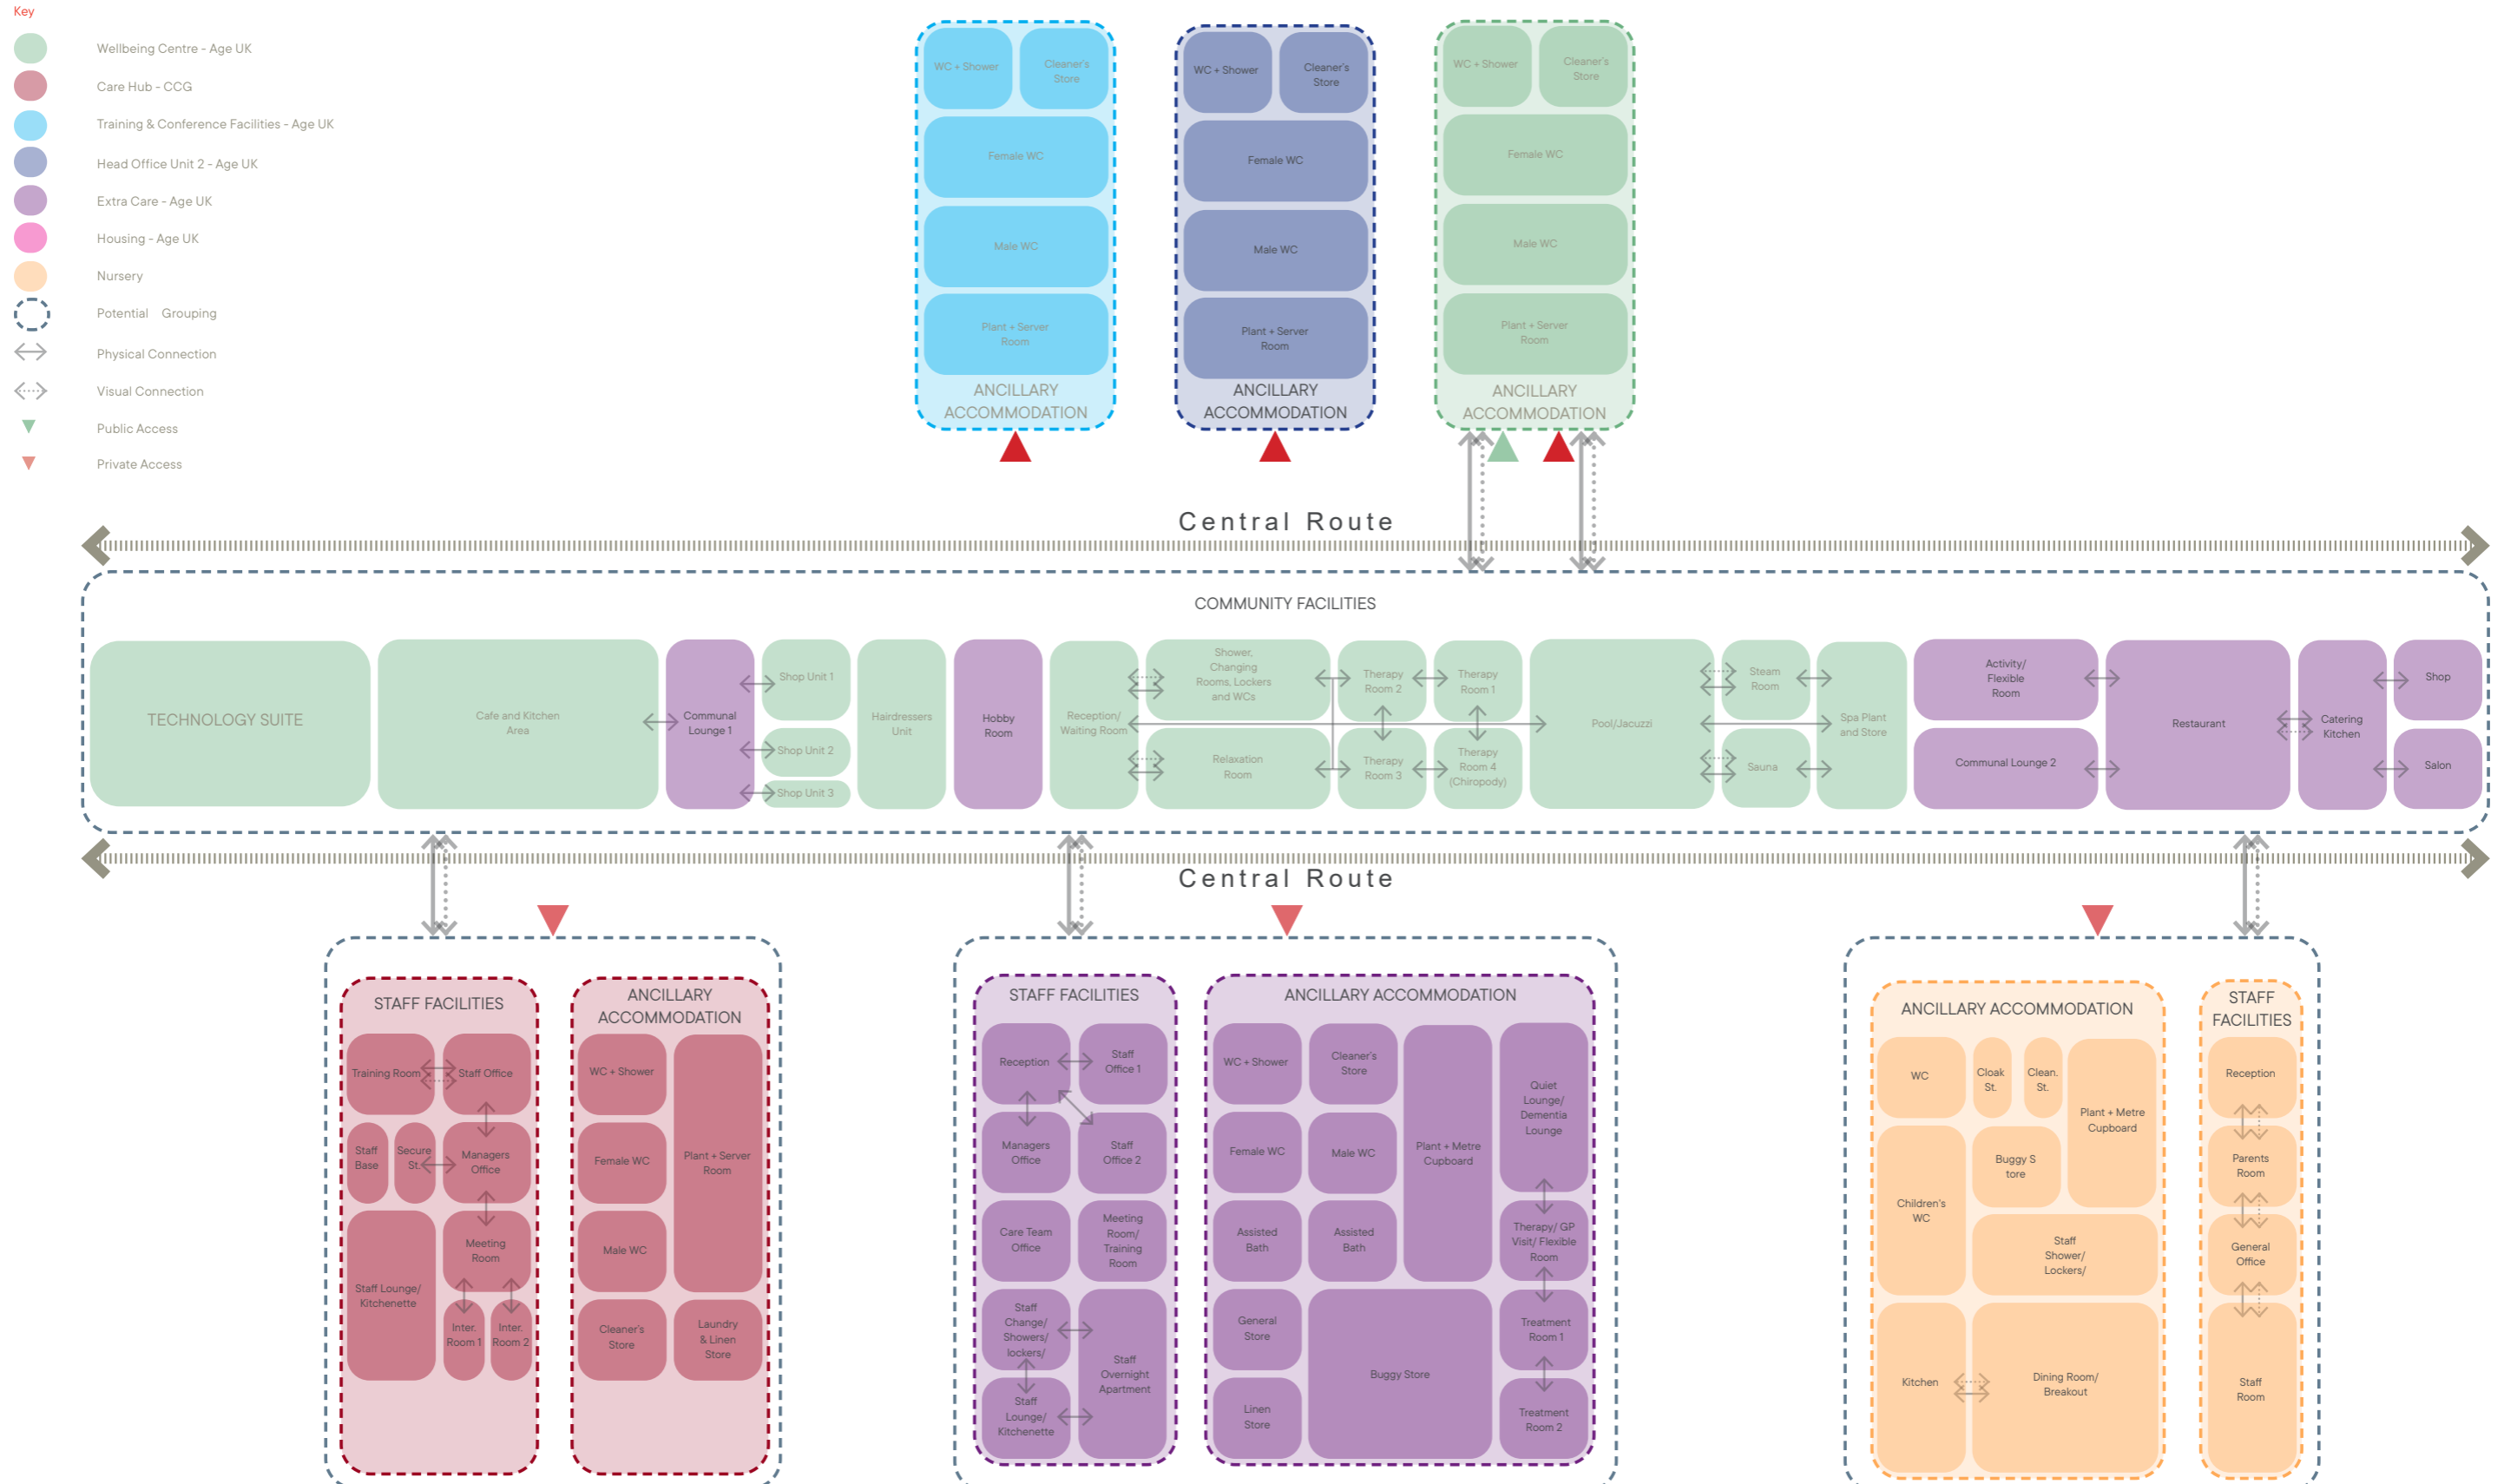 Key
Wellbeing Centre - Age UK
Care Hub - CCG
Training & Conference Facilities - Age UK
Head Office Unit 2 - Age UK
Extra Care - Age UK
Housing - Age UK
Nursery
Potential Grouping
Physical Connection
Visual Connection
Public Access
Private Access
WC + Shower
Cleaner's
Store
Female WC
Male WC
Plant + Server
Room
ANCILLARY
ACCOMMODATION
WC + Shower
Cleaner's
Store
Female WC
Male WC
Plant + Server
Room
ANCILLARY
ACCOMMODATION
WC + Shower
Cleaner's
Store
Female WC
Male WC
Plant + Server
Room
ANCILLARY
ACCOMMODATION
Central Route
COMMUNITY FACILITIES
TECHNOLOGY SUITE
Cafe and Kitchen
Area
Communal
Lounge 1
Shop Unit 1
Shop Unit 2
Shop Unit 3
Hairdressers
Unit
Hobby
Room
Reception/
Waiting Room
Shower,
Changing
Rooms, Lockers
and WCs
Relaxation
Room
Therapy
Room 2
Therapy
Room 3
Therapy
Room 1
Therapy
Room 4
(Chiropody)
Pool/Jacuzzi
Steam
Room
Sauna
Spa Plant
and Store
Activity/
Flexible
Room
Communal Lounge 2
Restaurant
Catering
Kitchen
Shop
Salon
Central Route
STAFF FACILITIES
Training Room
Staff Office
Staff
Base
Secure
St.
Managers
Office
Staff Lounge/
Kitchenette
Meeting
Room
Inter.
Room 1
Inter.
Room 2
ANCILLARY
ACCOMMODATION
WC + Shower
Female WC
Male WC
Plant + Server
Room
Cleaner's
Store
Laundry
& Linen
Store
STAFF FACILITIES
Reception
Staff
Office 1
Managers
Office
Staff
Office 2
Care Team
Office
Meeting
Room/
Training
Room
Staff
Change/
Showers/
lockers/
Staff
Overnight
Apartment
Staff
Lounge/
Kitchenette
ANCILLARY ACCOMMODATION
WC + Shower
Cleaner's
Store
Female WC
Male WC
Plant + Metre
Cupboard
Quiet
Lounge/
Dementia
Lounge
Assisted
Bath
Assisted
Bath
Therapy/ GP
Visit/ Flexible
Room
General
Store
Linen
Store
Buggy Store
Treatment
Room 1
Treatment
Room 2
ANCILLARY ACCOMMODATION
WC
Cloak
St.
Clean.
St.
Plant + Metre
Cupboard
Buggy S
tore
Children's
WC
Staff
Shower/
Lockers/
Kitchen
Dining Room/
Breakout
STAFF
FACILITIES
Reception
Parents
Room
General
Office
Staff
Room